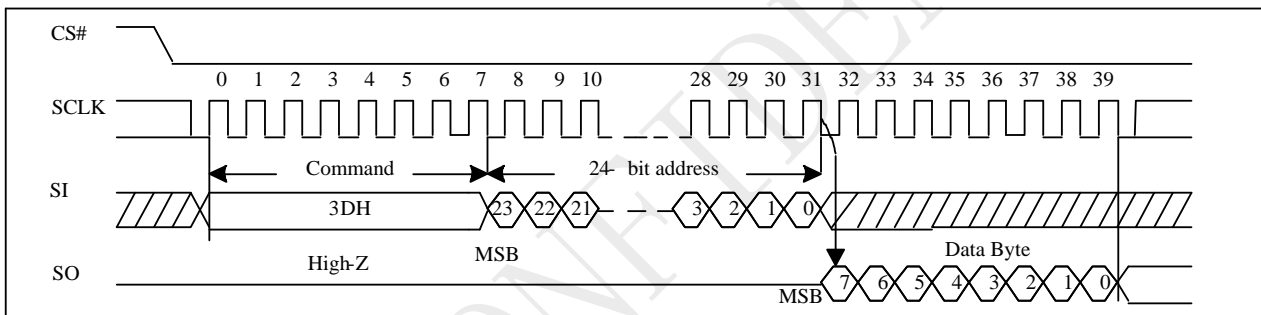 CS#
0 1 2 3 4 5 6 7 8 9 10 28 29 30 31 32 33 34 35 36 37 38 39
SCLK
Command 24- bit address
SI
3DH 23 22 21 3 2 1 0
MSB Data Byte
High-Z
SO
MSB 7 6 5 4 3 2 1 0